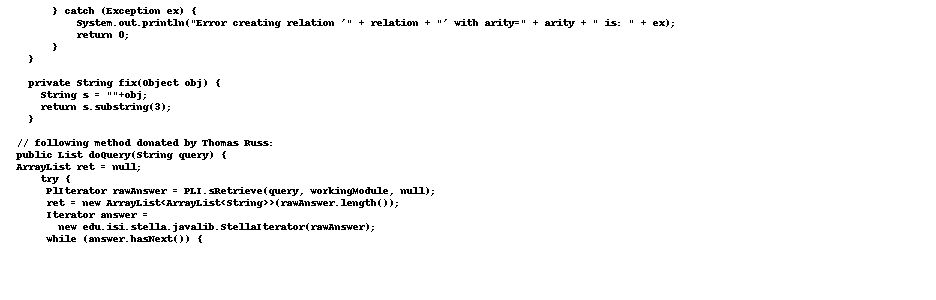 } catch (Exception ex) {
System.out.println("Error creating relation '" + relation + "' with arity=" + arity + " is: " + ex);
return 0;
}
}
private String fix(Object obj) {
String s = ""+obj;
return s.substring(3);
}
// following method donated by Thomas Russ:
public List doQuery(String query) {
ArrayList ret = null;
try {
PlIterator rawAnswer = PLI.sRetrieve(query, workingModule, null);
ret = new ArrayList<ArrayList<String>>(rawAnswer.length());
Iterator answer =
new edu.isi.stella.javalib.StellaIterator(rawAnswer);
while (answer.hasNext()) {